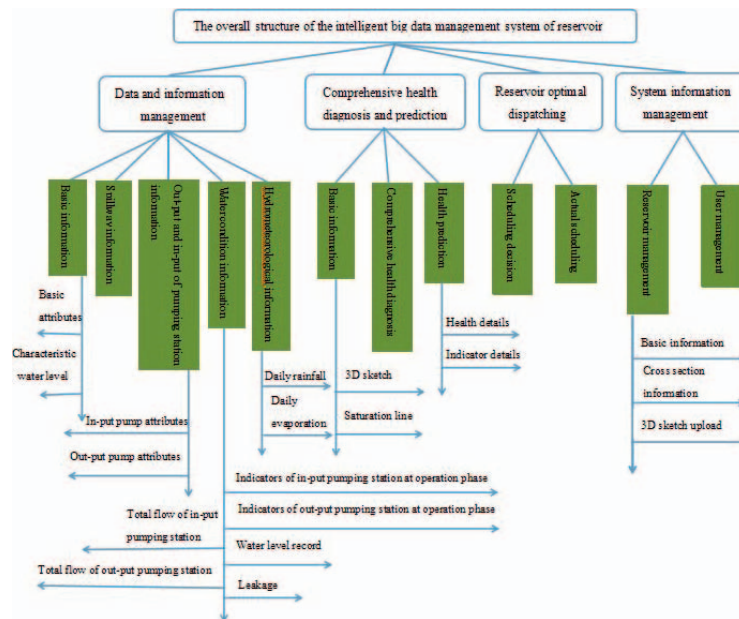 The overall structure of the intelligent big data management system of reservoir
Data and information
management
Comprehensive health
diagnosis and prediction
Reservoir optimal
dispatching
System information
management
Basic information
Spillway information
Out-put and in-put of pumping station
information
Water condition information
Hydrometeorological information
Basic information
Comprehensive health diagnosis
Health prediction
Scheduling decision
Actual scheduling
Reservoir management
User management
Basic
attributes
Characteristic
water level
In-put pump attributes
Out-put pump attributes
Daily rainfall
Daily
evaporation
3D sketch
Saturation line
Health details
Indicator details
Basic information
Cross section
information
3D sketch upload
Indicators of in-put pumping station at operation phase
Indicators of out-put pumping station at operation phase
Total flow of in-put
pumping station
Water level record
Total flow of out-put pumping station
Leakage